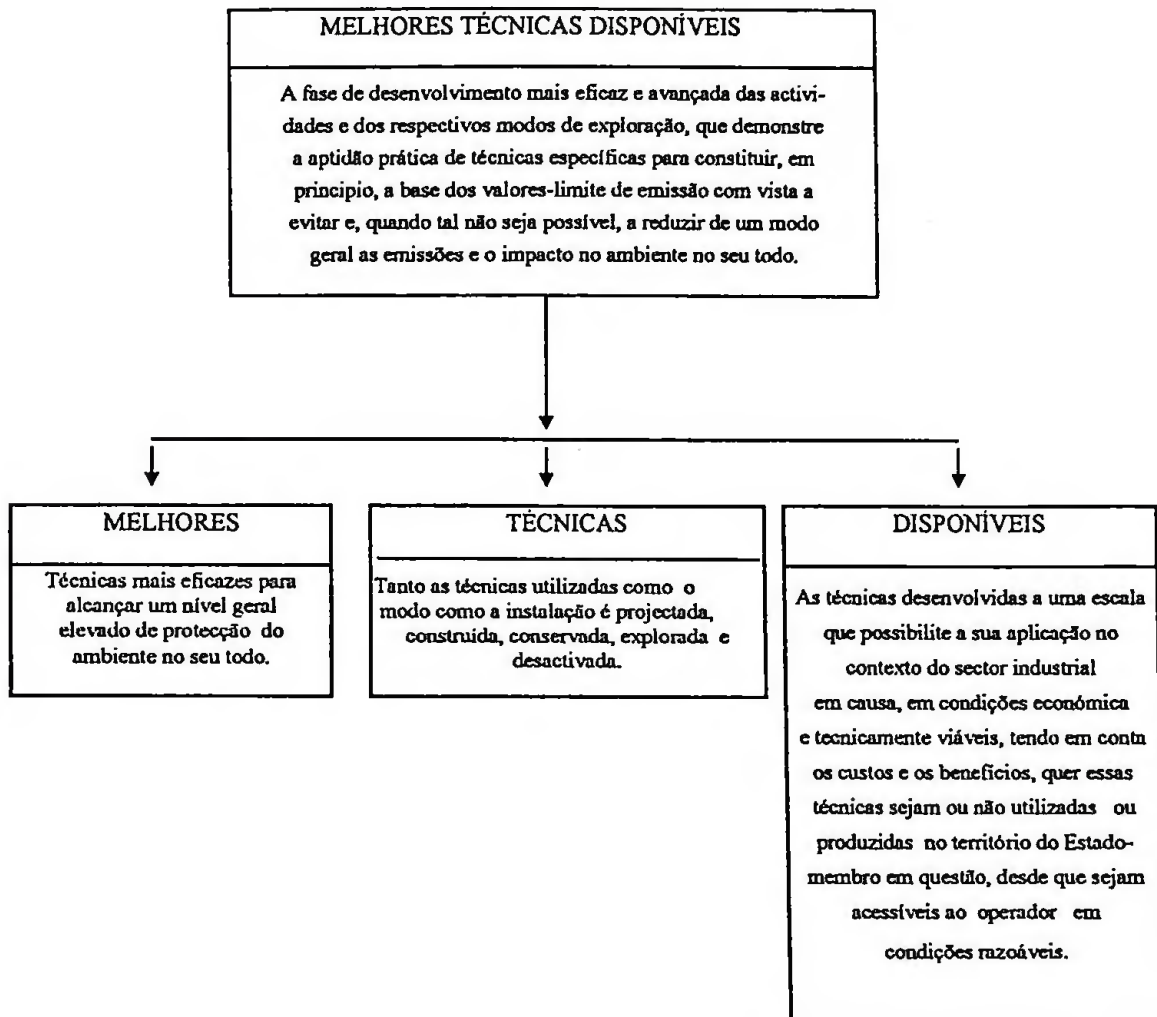 MELHORES TÉCNICAS DISPONÍVEIS
A fase de desenvolvimento mais eficaz e avançada das activi-
dades e dos respectivos modos de exploração, que demonstre
a aptidão prática de técnicas específicas para constituir, em
principio, a base dos valores-limite de emissão com vista a
evitar e, quando tal não seja possível, a reduzir de um modo
geral as emissões e o impacto no ambiente no seu todo.
MELHORES
Técnicas mais eficazes para
alcançar um nível geral
elevado de protecção do
ambiente no seu todo.
TÉCNICAS
Tanto as técnicas utilizadas como o
modo como a instalação é projectada,
construida, conservada, explorada e
desactivada.
DISPONÍVEIS
As técnicas desenvolvidas a uma escala
que possibilite a sua aplicação no
contexto do sector industrial
em causa, em condições económica
e tecnicamente viáveis, tendo em conta
os custos e os benefícios, quer essas
técnicas sejam ou não utilizadas ou
produzidas no território do Estado-
membro em questão, desde que sejam
acessíveis ao operador em
condições razoáveis.